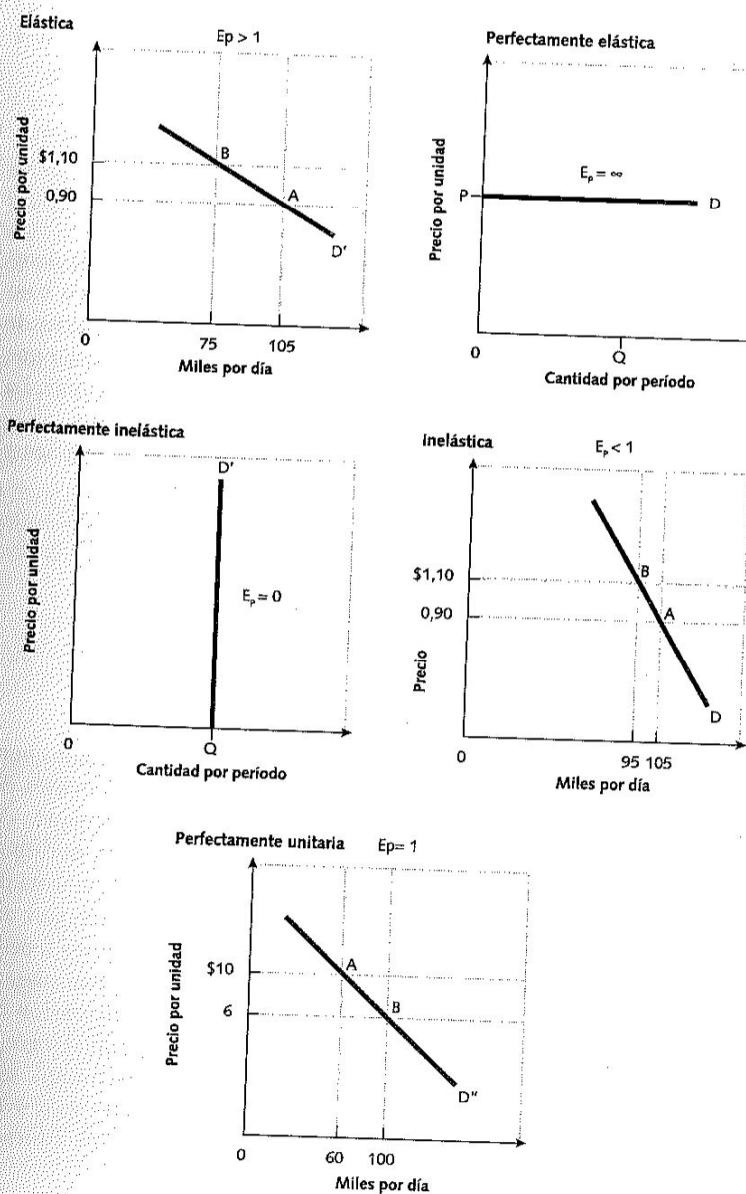 Elástica
Ep > 1
Precio por unidad
$1,10
0,90
B
A
D'
0
75
105
Miles por día
Perfectamente elástica
Precio por unidad
P
Eₚ = ∞
D
0
Q
Cantidad por período
Perfectamente inelástica
D'
Precio por unidad
Eₚ = 0
0
Q
Cantidad por período
Inelástica
Eₚ < 1
$1,10
0,90
Precio
B
A
D
0
95 105
Miles por día
Perfectamente unitaria
Ep= 1
Precio por unidad
$10
6
A
B
D"
0
60
100
Miles por día